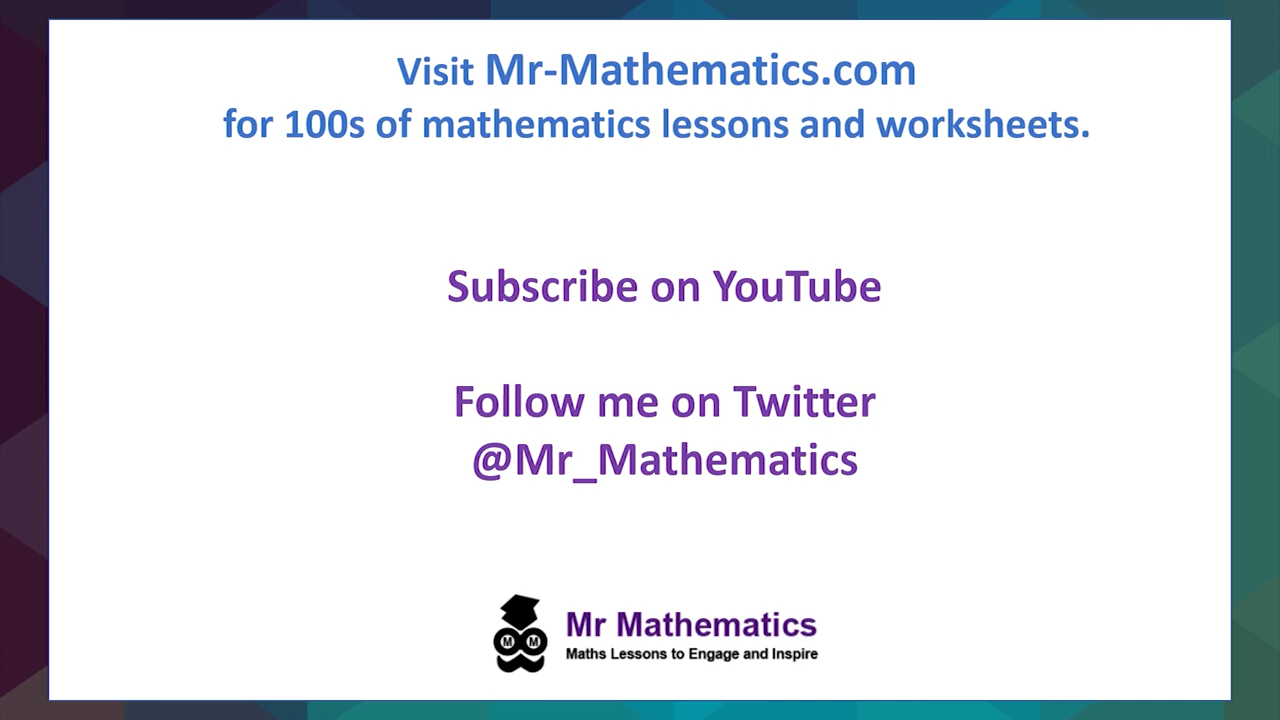 Visit Mr-Mathematics.com
for 100s of mathematics lessons and worksheets.
Subscribe on YouTube
Follow me on Twitter
@Mr_Mathematics
M M
Mr Mathematics
Maths Lessons to Engage and Inspire